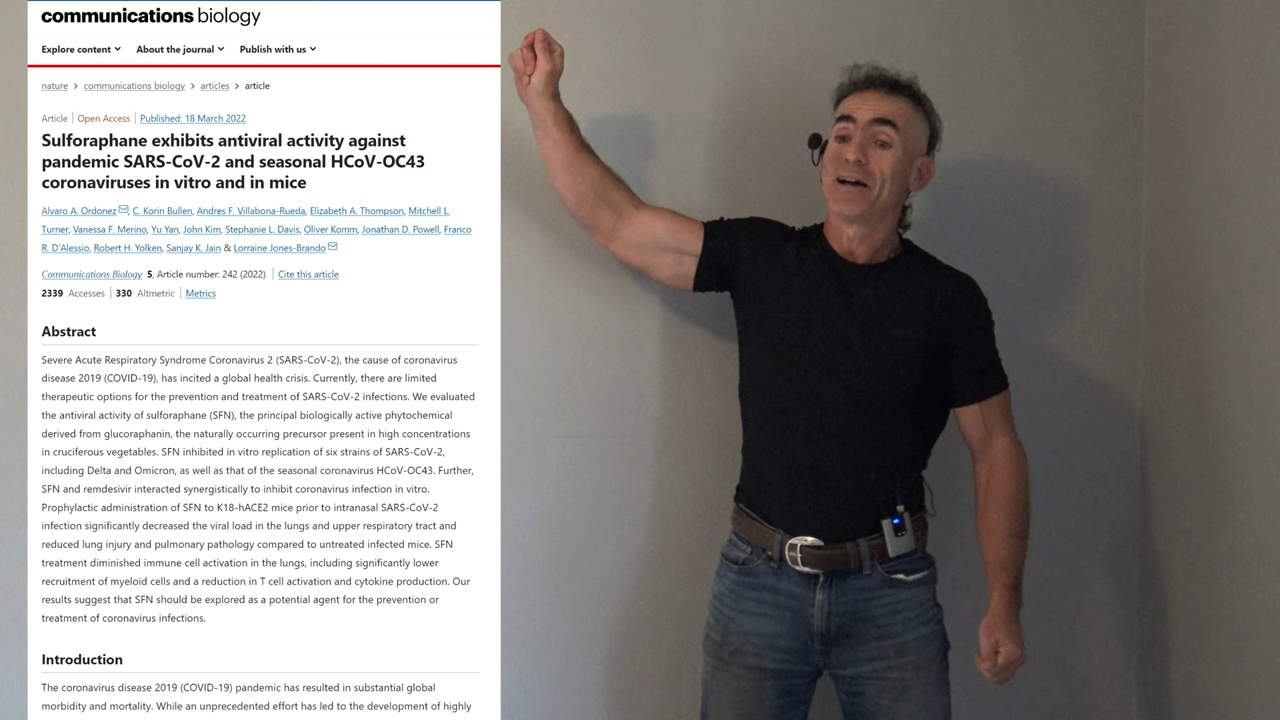 communications biology
Explore content About the journal Publish with us
nature > communications biology > articles > article
Article | Open Access | Published: 18 March 2022
Sulforaphane exhibits antiviral activity against
pandemic SARS-CoV-2 and seasonal HCoV-OC43
coronaviruses in vitro and in mice
Alvaro A. Ordonez, C. Korin Bullen, Andres F. Villabona-Rueda, Elizabeth A. Thompson, Mitchell L.
Turner, Vanessa F. Merino, Yu Yan, John Kim, Stephanie L. Davis, Oliver Komm, Jonathan D. Powell, Franco
R. D'Alessio, Robert H. Yolken, Sanjay K. Jain & Lorraine Jones-Brando
Communications Biology 5, Article number: 242 (2022) | Cite this article
2339 Accesses | 330 Altmetric | Metrics
Abstract
Severe Acute Respiratory Syndrome Coronavirus 2 (SARS-CoV-2), the cause of coronavirus
disease 2019 (COVID-19), has incited a global health crisis. Currently, there are limited
therapeutic options for the prevention and treatment of SARS-CoV-2 infections. We evaluated
the antiviral activity of sulforaphane (SFN), the principal biologically active phytochemical
derived from glucoraphanin, the naturally occurring precursor present in high concentrations
in cruciferous vegetables. SFN inhibited in vitro replication of six strains of SARS-CoV-2,
including Delta and Omicron, as well as that of the seasonal coronavirus HCoV-OC43. Further,
SFN and remdesivir interacted synergistically to inhibit coronavirus infection in vitro.
Prophylactic administration of SFN to K18-hACE2 mice prior to intranasal SARS-CoV-2
infection significantly decreased the viral load in the lungs and upper respiratory tract and
reduced lung injury and pulmonary pathology compared to untreated infected mice. SFN
treatment diminished immune cell activation in the lungs, including significantly lower
recruitment of myeloid cells and a reduction in T cell activation and cytokine production. Our
results suggest that SFN should be explored as a potential agent for the prevention or
treatment of coronavirus infections.
Introduction
The coronavirus disease 2019 (COVID-19) pandemic has resulted in substantial global
morbidity and mortality. While an unprecedented effort has led to the development of highly